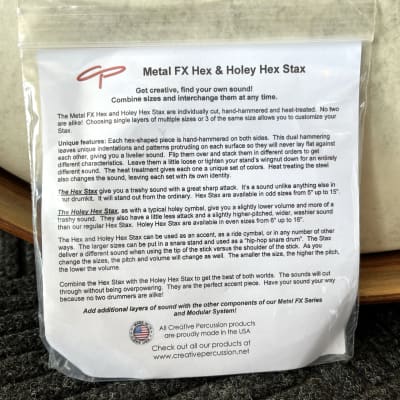 Metal FX Hex & Holey Hex Stax
Get creative, find your own sound!
Combine sizes and interchange them at any time.
The Metal FX Hex and Holey Hex Stax are individually cut, hand-hammered and heat-treated. No two
are alike! Choosing single layers of multiple sizes or 3 of the same size allows you to customize your
Stax.
Unique features: Each hex-shaped piece is hand-hammered on both sides. This dual hammering
leaves unique indentations and patterns protruding on each surface so they will never lay flat against
each other, giving you a livelier sound. Flip them over and stack them in different orders to get
different characteristics. Leave them a little loose or tighten your stand's wingnut down for an entirely
different sound. The heat treatment gives each one a unique set of colors. Heat treating the steel
also changes the sound, leaving each set with its own identity.
The Hex Stax give you a trashy sound with a great sharp attack. It's a sound unlike anything else in
our drumkit. It will stand out from the ordinary. Hex Stax are available in odd sizes from 5" up to 15".
The Holey Hex Stax, as with a typical holey cymbal, give you a slightly lower volume and more of a
trashy sound. They also have a little less attack and a slightly higher-pitched, wider, washier sound
than our regular Hex Stax. Holey Hex Stax are available in even sizes from 6" up to 18".
The Hex and Holey Hex Stax can be used as an accent, as a ride cymbal, or in any number of other
ways. The larger sizes can be put in a snare stand and used as a "hip-hop snare drum". The Stax
deliver a different sound when using the tip of the stick versus the shoulder of the stick. As you
change the sizes, the pitch and volume will change as well. The smaller the size, the higher the pitch,
the lower the volume.
Combine the Hex Stax with the Holey Hex Stax to get the best of both worlds. The sounds will cut
through without being overpowering. They are the perfect accent piece. Have your sound your way
because no two drummers are alike!
Add additional layers of sound with the other components of our Metal FX Series
and Modular System!
All Creative Percussion products
are proudly made in the USA
Check out all our products at
www.creativepercussion.net